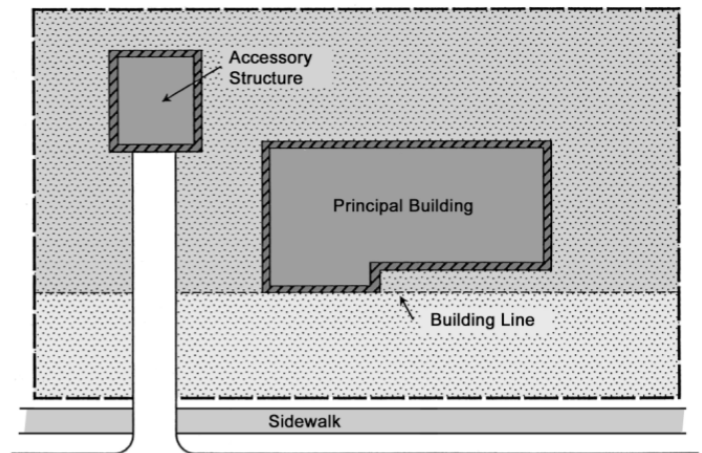 Accessory
Structure
Principal Building
Building Line
Sidewalk